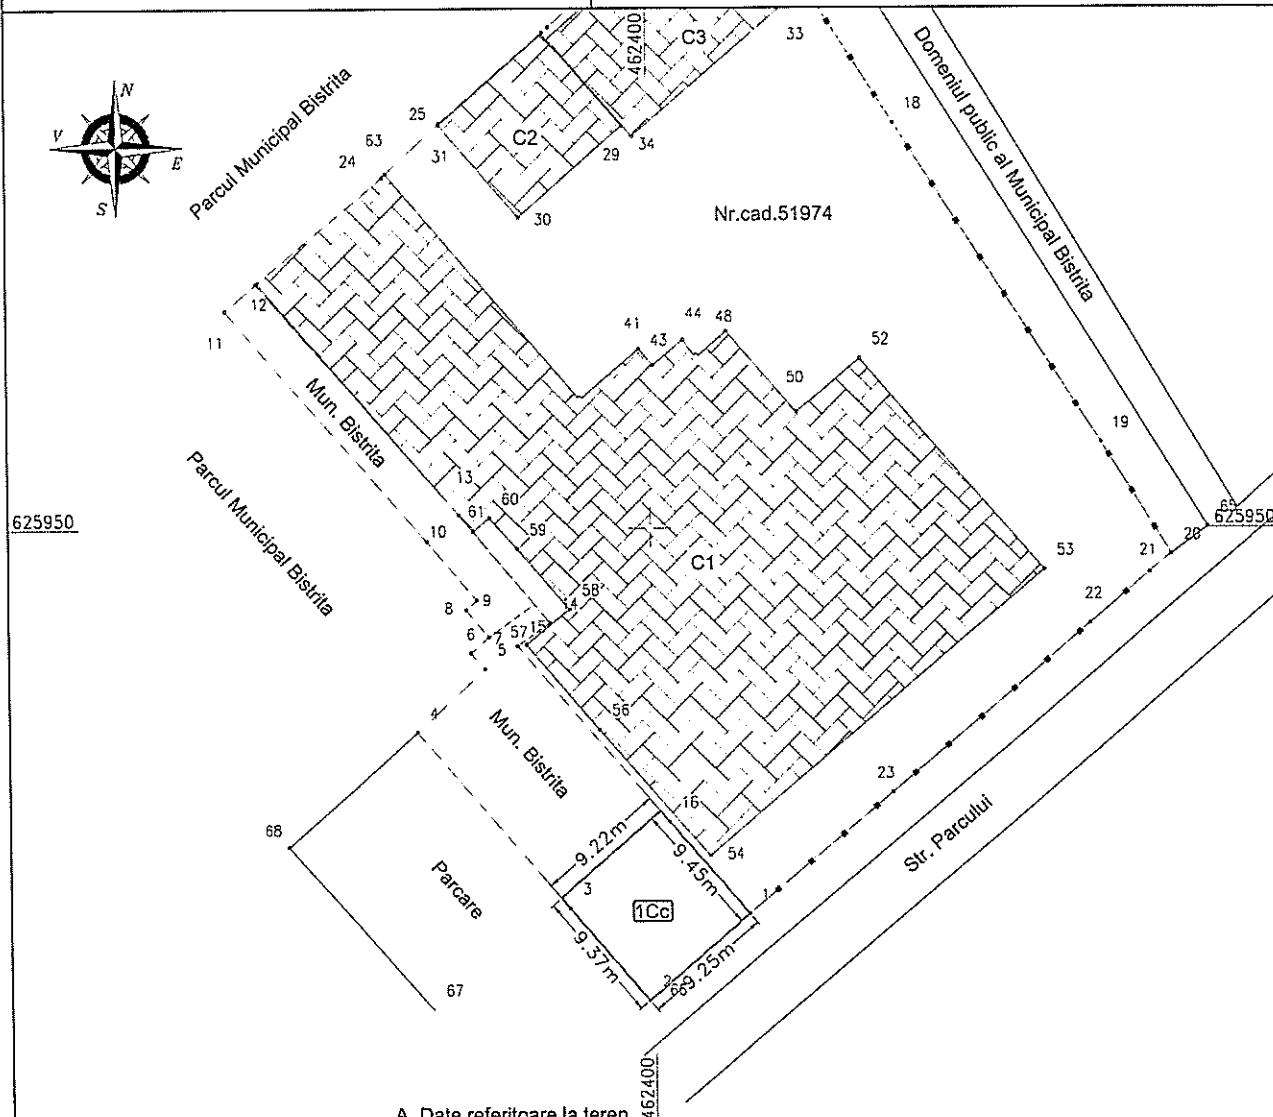 462400
C3
33
Domeniul public al Municipal Bistrita
18
Parcul Municipal Bistrita
N
V
E
S
25
63
24
31
C2
29
34
30
Nr.cad.51974
12
11
41
43
44
48
52
50
19
Mun. Bistrita
Parcul Municipal Bistrita
13
60
61
59
10
625950
65
625950
20
21
53
22
C1
58
14
9
8
6
7
57
15
5
4
56
Mun. Bistrita
23
16
54
Str. Parcului
68
9.22m
9.45m
3
1
Parcare
1Cc
9.37m
9.25m
2
66
67
462400
A. Date referitoare la teren